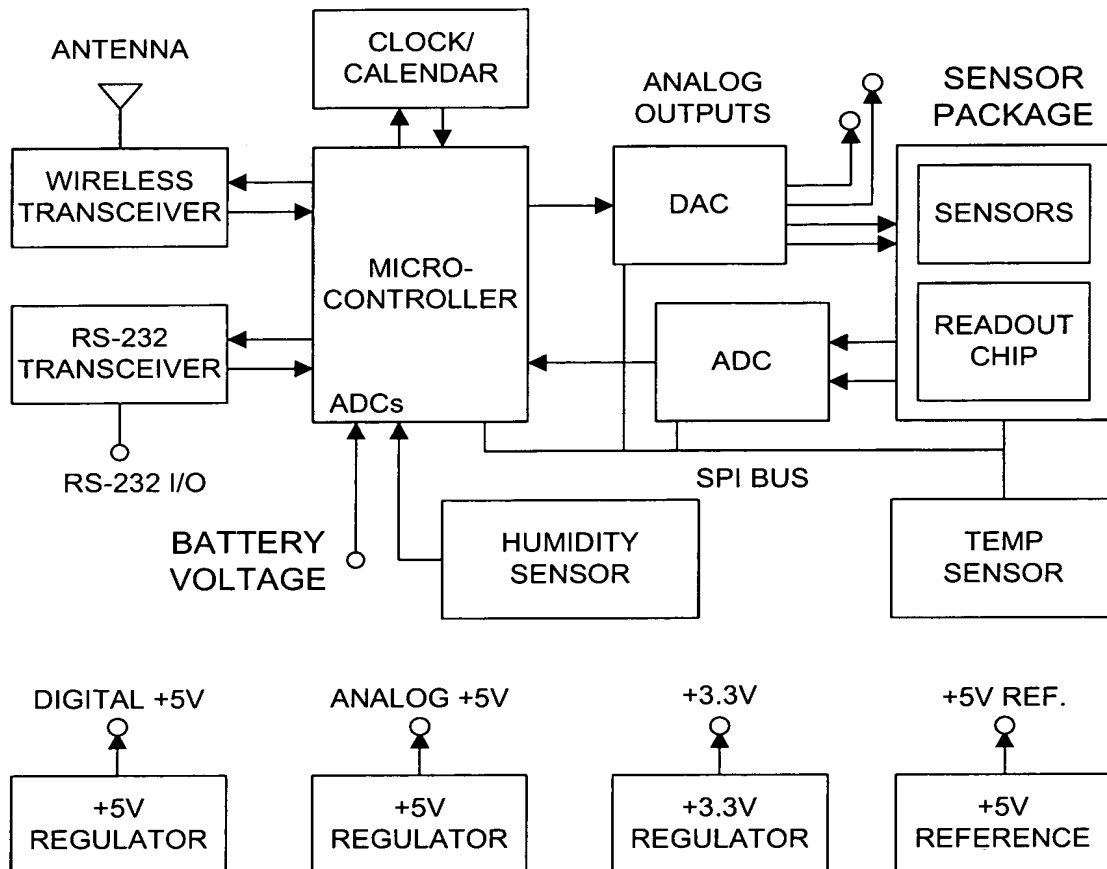 ANTENNA
CLOCK/
CALENDAR
ANALOG
OUTPUTS
SENSOR
PACKAGE
WIRELESS
TRANSCEIVER
MICRO-
CONTROLLER
DAC
SENSORS
RS-232
TRANSCEIVER
ADC
READOUT
CHIP
ADCs
RS-232 I/O
SPI BUS
BATTERY
VOLTAGE
HUMIDITY
SENSOR
TEMP
SENSOR
DIGITAL +5V
ANALOG +5V
+3.3V
+5V REF.
+5V
REGULATOR
+5V
REGULATOR
+3.3V
REGULATOR
+5V
REFERENCE